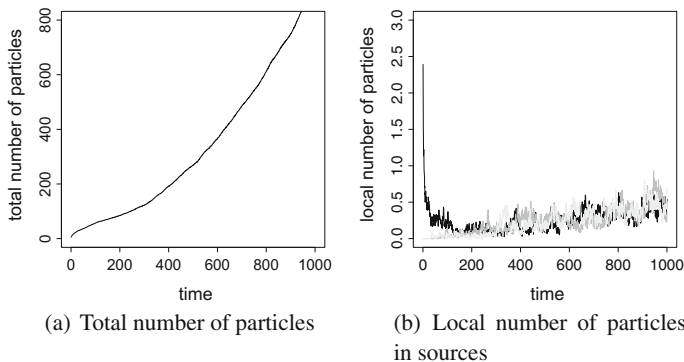 800
600
400
200
0
total number of particles
0 200 400 600 800 1000
time
(a) Total number of particles
3.0
2.5
2.0
1.5
1.0
0.5
0.0
local number of particles
0 200 400 600 800 1000
time
(b) Local number of particles
in sources